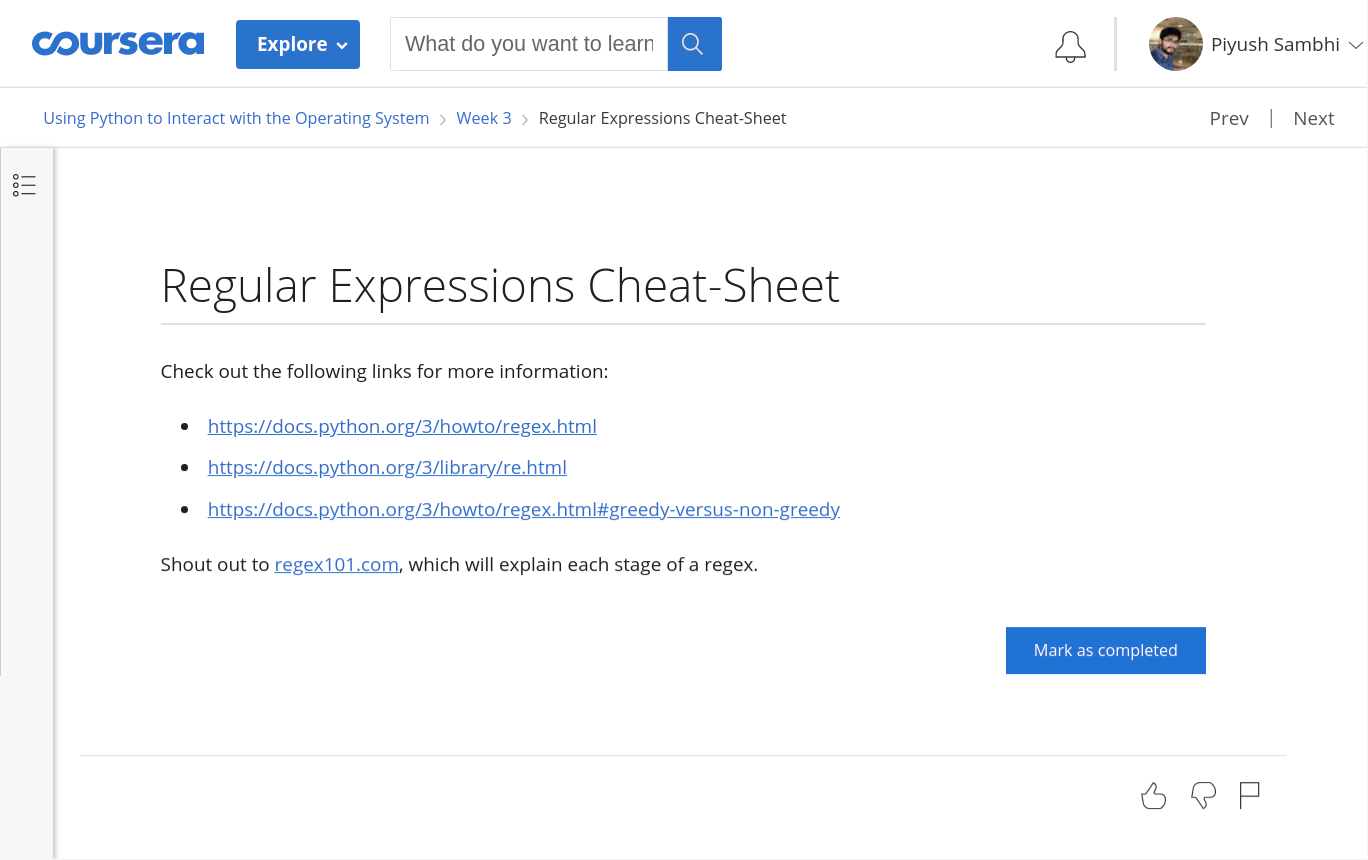 coursera
Explore
What do you want to learn
Piyush Sambhi
Using Python to Interact with the Operating System
Week 3
Regular Expressions Cheat-Sheet
Prev | Next
Regular Expressions Cheat-Sheet
Check out the following links for more information:
https://docs.python.org/3/howto/regex.html
https://docs.python.org/3/library/re.html
https://docs.python.org/3/howto/regex.html#greedy-versus-non-greedy
Shout out to regex101.com, which will explain each stage of a regex.
Mark as completed